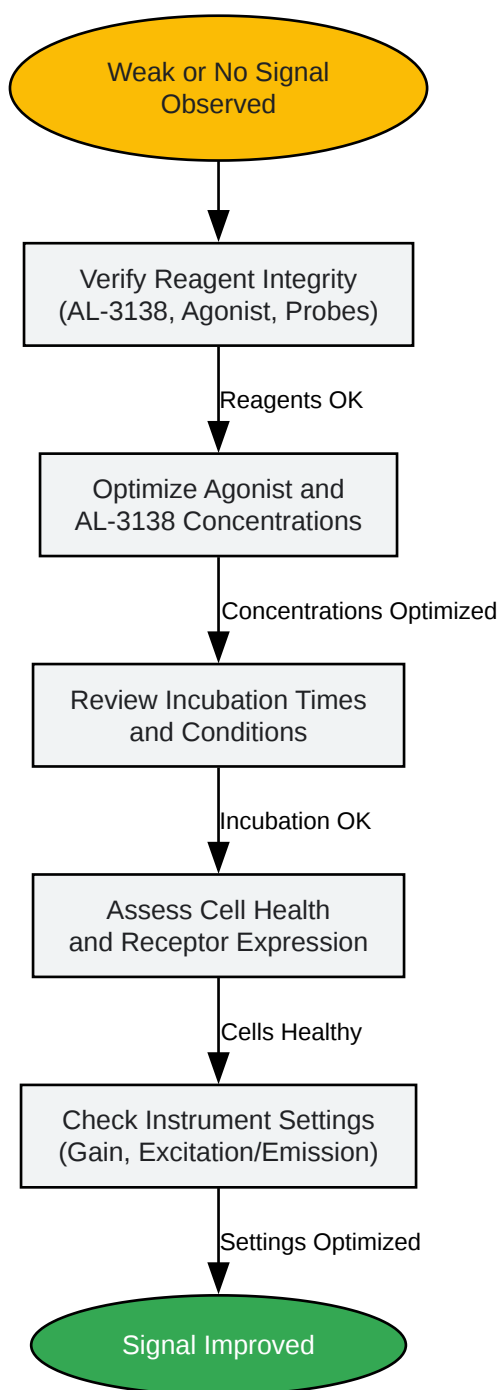 Weak or No Signal
Observed
Verify Reagent Integrity
(AL-3138, Agonist, Probes)
Reagents OK
Optimize Agonist and
AL-3138 Concentrations
Concentrations Optimized
Review Incubation Times
and Conditions
Incubation OK
Assess Cell Health
and Receptor Expression
Cells Healthy
Check Instrument Settings
(Gain, Excitation/Emission)
Settings Optimized
Signal Improved